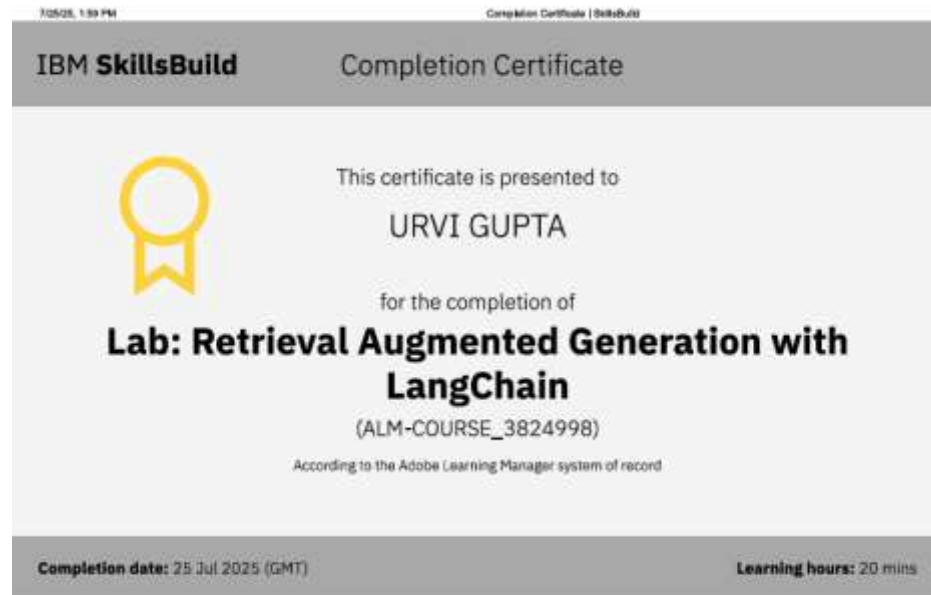 7/25/25, 1:59 PM Completion Certificate | SkillsBuild
IBM SkillsBuild Completion Certificate
This certificate is presented to
URVI GUPTA
for the completion of
Lab: Retrieval Augmented Generation with
LangChain
(ALM-COURSE_3824998)
According to the Adobe Learning Manager system of record
Completion date: 25 Jul 2025 (GMT) Learning hours: 20 mins